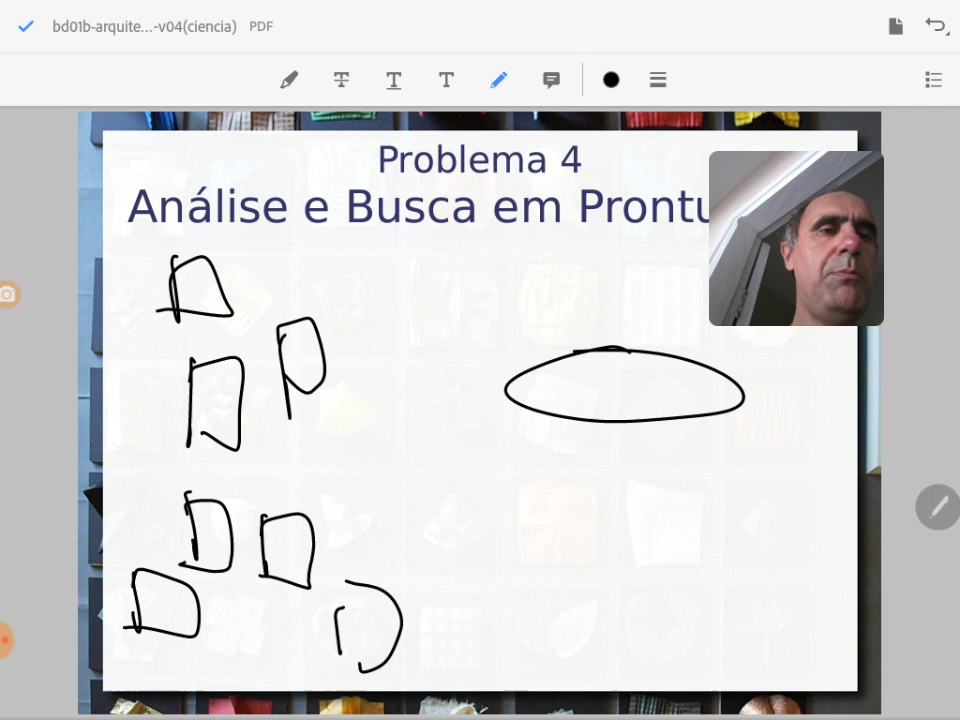 bd01b-arquite...-v04(ciencia) PDF
T T T
Problema 4
Análise e Busca em Prontu